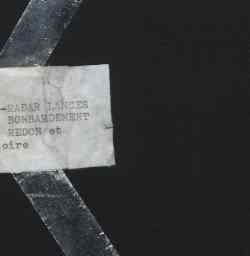 -RADAR LANCES
BOMBARDEMENT
REDON et
oire